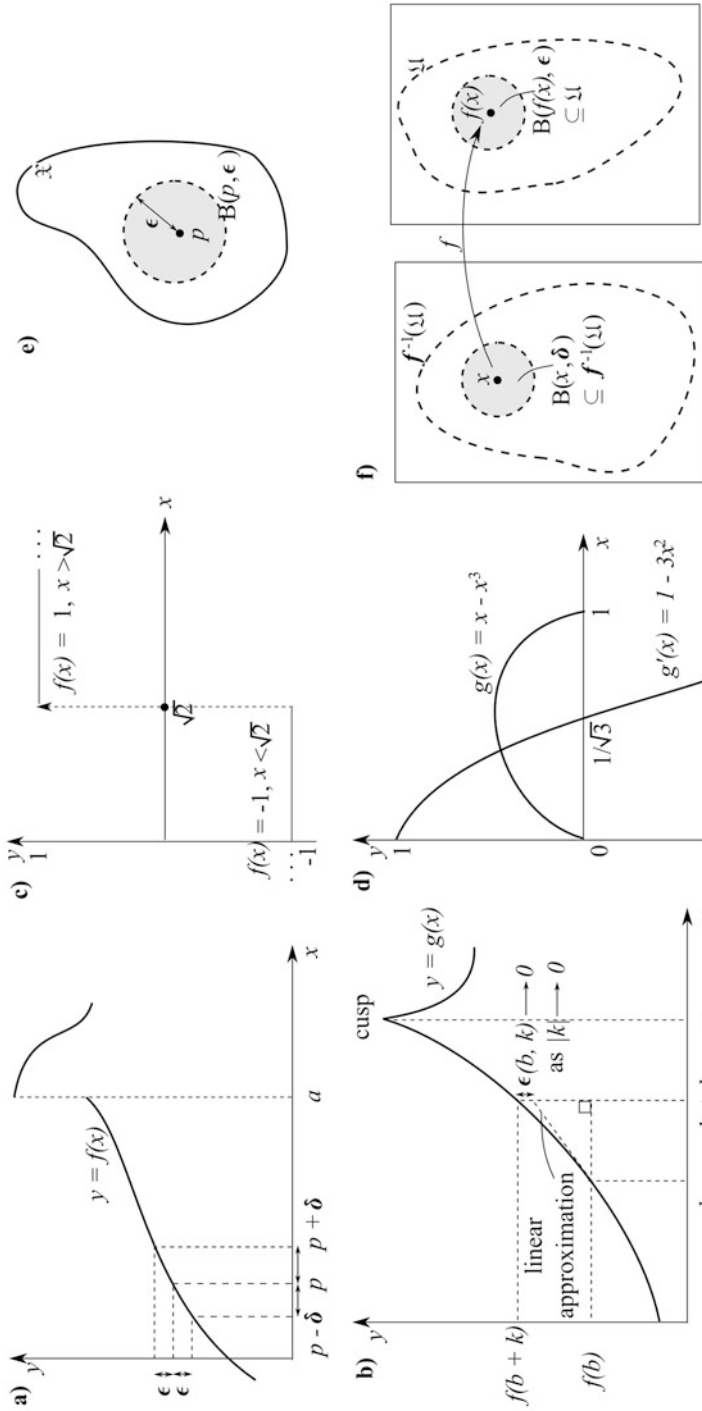 a)
y
y = f(x)
ϵ
ϵ
p - δ
p
p + δ
a
x
b)
y
cusp
y = g(x)
f(b + k)
ϵ(b, k) → 0
as |k| → 0
linear
approximation
f(b)
c)
y
1
f(x) = 1, x >√2
. . .
√2
x
f(x) = -1, x <√2
. . .
-1
d)
y
1
g(x) = x - x³
0
1/√3
1
x
g'(x) = 1 - 3x²
e)
ϵ
p
B(p, ϵ)
f)
f⁻¹(𝔘)
x
B(x, δ)
⊆ f⁻¹(𝔘)
f
𝔘
f(x)
B(f(x), ϵ)
⊆ 𝔘